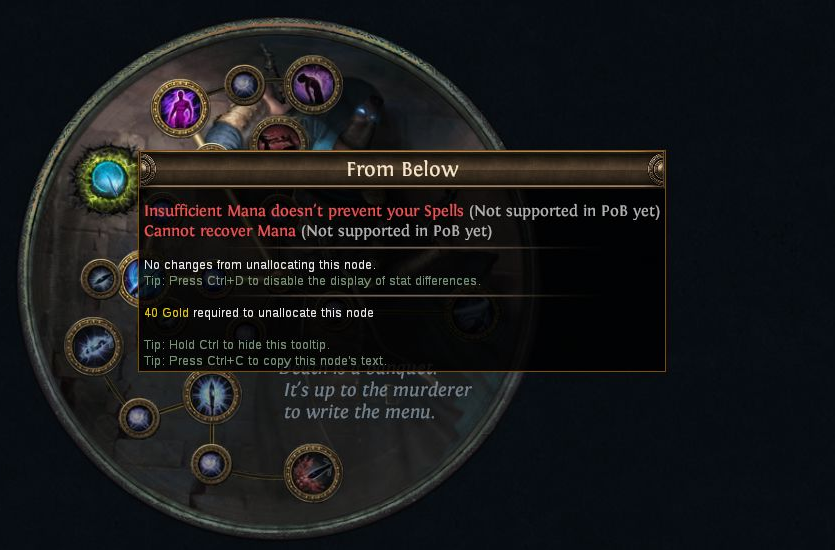 From Below
Insufficient Mana doesn't prevent your Spells (Not supported in PoB yet)
Cannot recover Mana (Not supported in PoB yet)
No changes from unallocating this node.
Tip: Press Ctrl+D to disable the display of stat differences.
40 Gold required to unallocate this node
Tip: Hold Ctrl to hide this tooltip.
Tip: Press Ctrl+C to copy this node's text.
Death is a banquet.
It's up to the murderer
to write the menu.